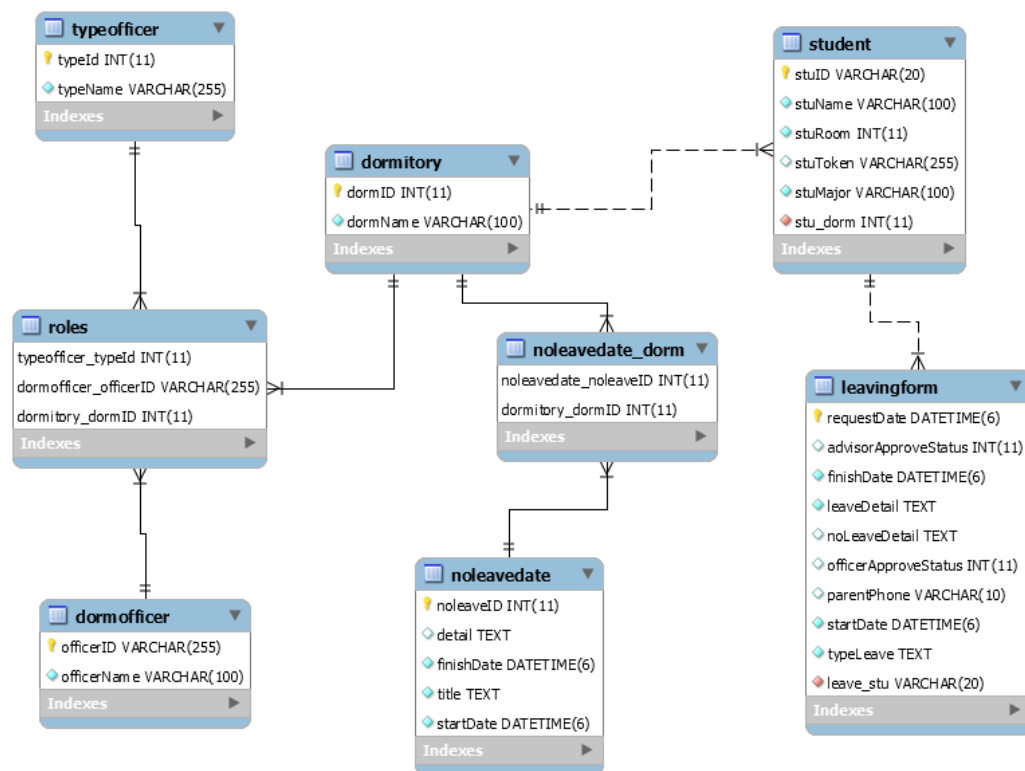 typeofficer
typeId INT(11)
typeName VARCHAR(255)
Indexes
student
stuID VARCHAR(20)
stuName VARCHAR(100)
stuRoom INT(11)
stuToken VARCHAR(255)
stuMajor VARCHAR(100)
stu_dorm INT(11)
Indexes
dormitory
dormID INT(11)
dormName VARCHAR(100)
Indexes
roles
typeofficer_typeId INT(11)
dormofficer_officerID VARCHAR(255)
dormitory_dormID INT(11)
Indexes
noleavedate_dorm
noleavedate_noleaveID INT(11)
dormitory_dormID INT(11)
Indexes
leavingform
requestDate DATETIME(6)
advisorApproveStatus INT(11)
finishDate DATETIME(6)
leaveDetail TEXT
noLeaveDetail TEXT
officerApproveStatus INT(11)
parentPhone VARCHAR(10)
startDate DATETIME(6)
typeLeave TEXT
leave_stu VARCHAR(20)
Indexes
dormofficer
officerID VARCHAR(255)
officerName VARCHAR(100)
Indexes
noleavedate
noleaveID INT(11)
detail TEXT
finishDate DATETIME(6)
title TEXT
startDate DATETIME(6)
Indexes